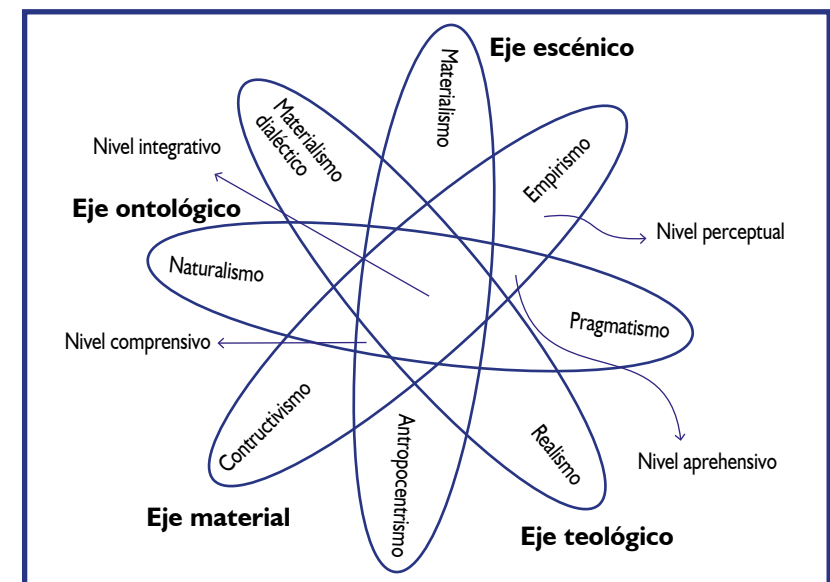 Eje escénico
Materialismo
Materialismo
dialéctico
Empirismo
Nivel integrativo
Eje ontológico
Nivel perceptual
Naturalismo
Pragmatismo
Nivel comprensivo
Contructivismo
Antropocentrismo
Realismo
Nivel aprehensivo
Eje material
Eje teológico